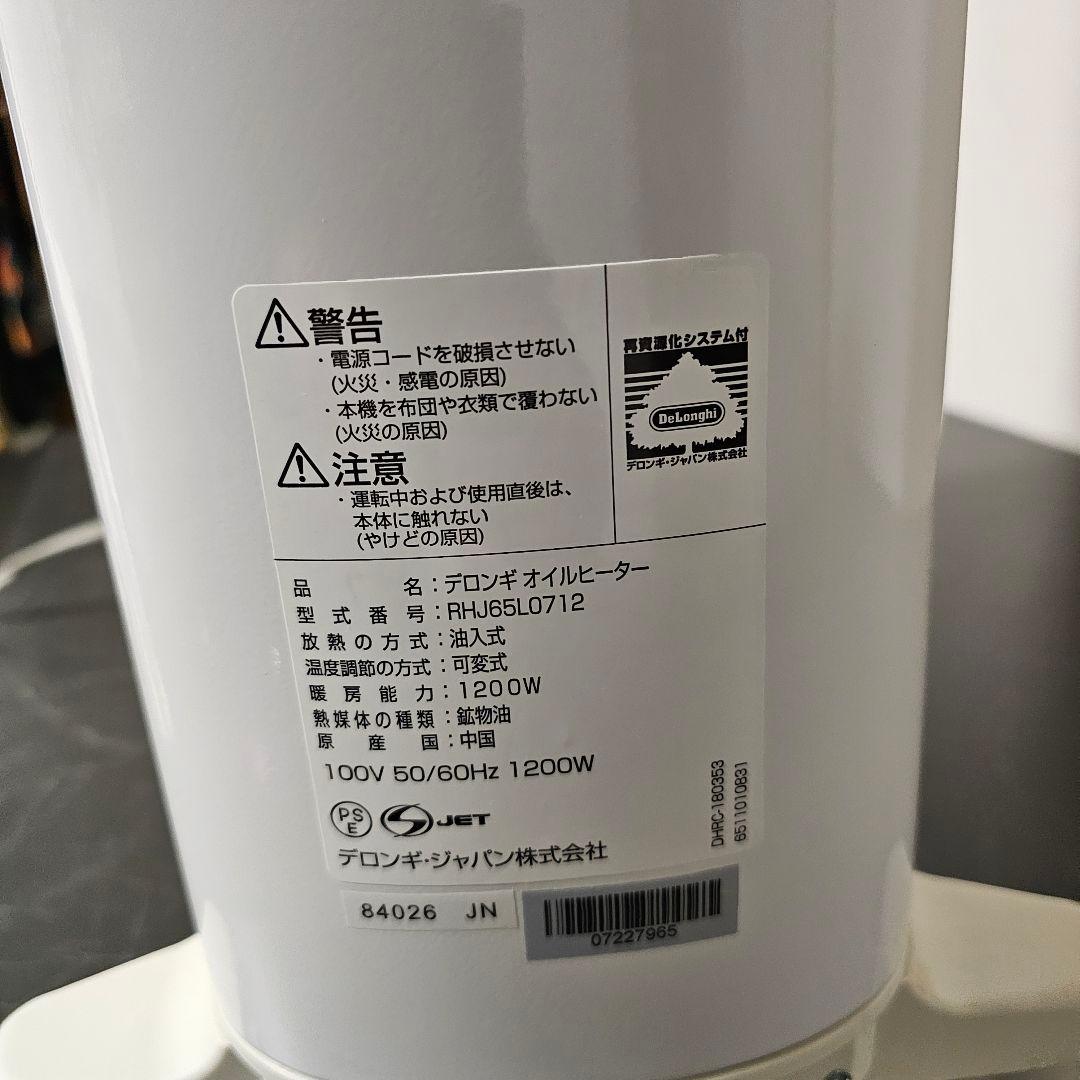 警告
・電源コードを破損させない
(火災・感電の原因)
・本機を布団や衣類で覆わない
(火災の原因)
注意
・運転中および使用直後は、
本体に触れない
(やけどの原因)
再資源化システム付
DeLonghi
デロンギ・ジャパン株式会社
品名：デロンギ オイルヒーター
型式番号：RHJ65L0712
放熱の方式：油入式
温度調節の方式：可変式
暖房能力：1200W
熱媒体の種類：鉱物油
原産国：中国
100V 50/60Hz 1200W
PSE JET
デロンギ・ジャパン株式会社
DHRC-180353
6511010831
84026 JN
07227965